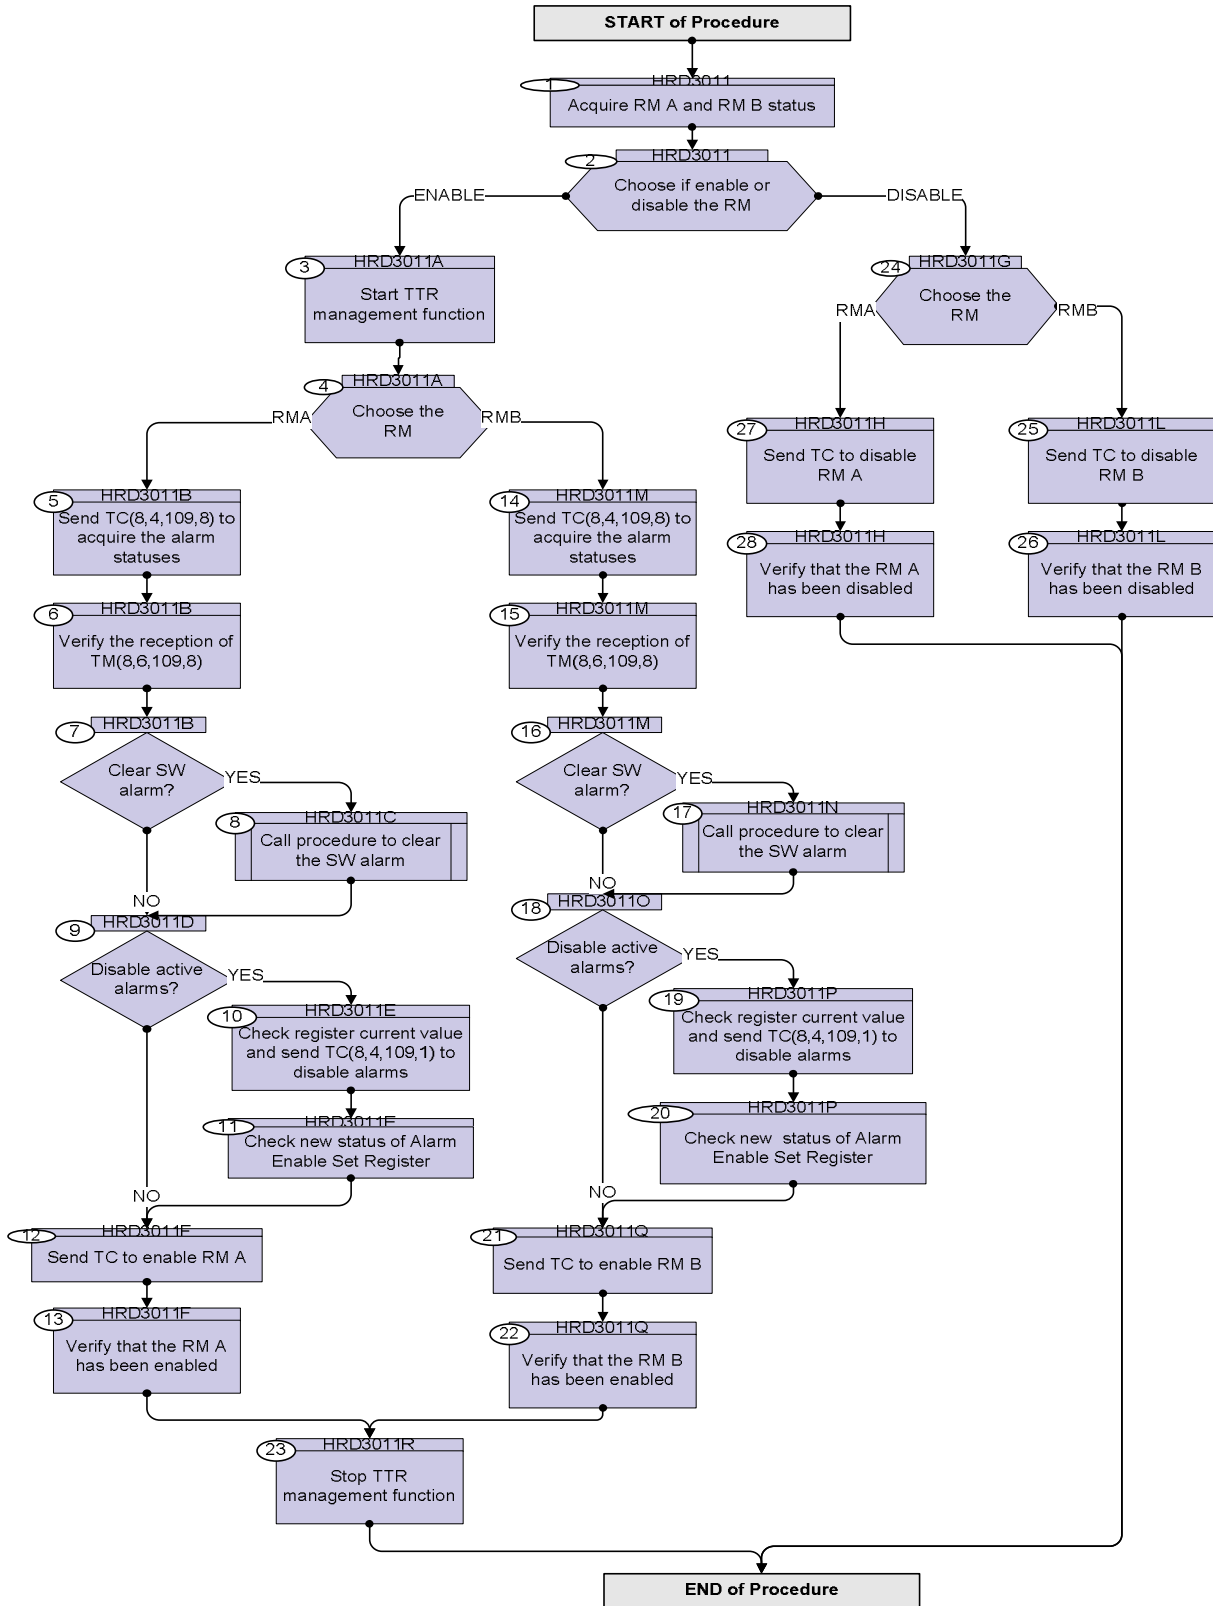 START of Procedure
HRD3011
1
Acquire RM A and RM B status
HRD3011
2
Choose if enable or
disable the RM
ENABLE
DISABLE
HRD3011A
3
Start TTR
management function
HRD3011G
24
Choose the
RM
RMA
RMB
HRD3011A
4
Choose the
RM
RMA
RMB
HRD3011H
27
Send TC to disable
RM A
HRD3011L
25
Send TC to disable
RM B
HRD3011B
5
Send TC(8,4,109,8) to
acquire the alarm
statuses
HRD3011M
14
Send TC(8,4,109,8) to
acquire the alarm
statuses
HRD3011H
28
Verify that the RM A
has been disabled
HRD3011L
26
Verify that the RM B
has been disabled
HRD3011B
6
Verify the reception of
TM(8,6,109,8)
HRD3011M
15
Verify the reception of
TM(8,6,109,8)
HRD3011B
7
Clear SW
alarm?
YES
HRD3011M
16
Clear SW
alarm?
YES
HRD3011C
8
Call procedure to clear
the SW alarm
HRD3011N
17
Call procedure to clear
the SW alarm
NO
NO
HRD3011D
9
Disable active
alarms?
YES
HRD3011O
18
Disable active
alarms?
YES
HRD3011E
10
Check register current value
and send TC(8,4,109,1) to
disable alarms
HRD3011P
19
Check register current value
and send TC(8,4,109,1) to
disable alarms
HRD3011E
11
Check new status of Alarm
Enable Set Register
HRD3011P
20
Check new status of Alarm
Enable Set Register
NO
NO
HRD3011F
12
Send TC to enable RM A
HRD3011Q
21
Send TC to enable RM B
HRD3011F
13
Verify that the RM A
has been enabled
HRD3011Q
22
Verify that the RM B
has been enabled
HRD3011R
23
Stop TTR
management function
END of Procedure